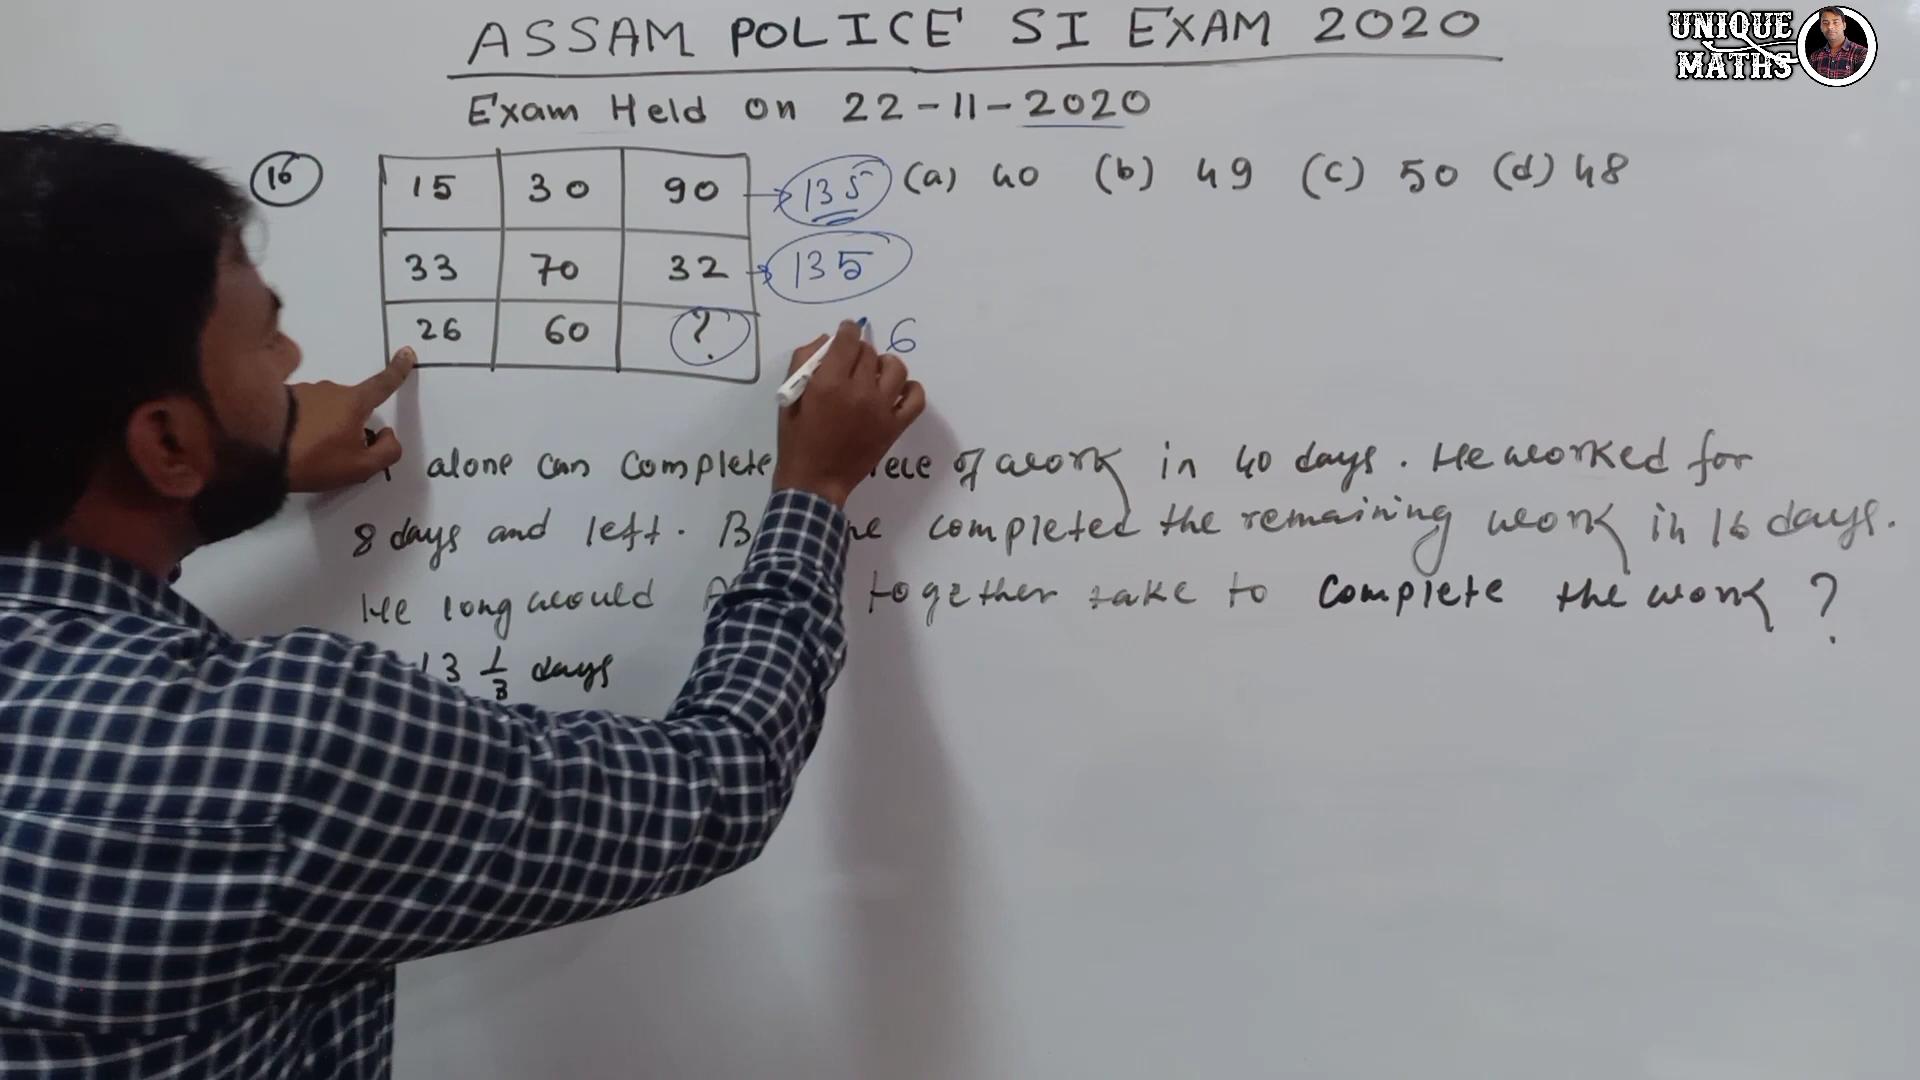 ASSAM POLICE SI EXAM 2020
UNIQUE MATHS
Exam Held on 22-11-2020
16
15 30 90 → 135 (a) 40 (b) 49 (c) 50 (d) 48
33 70 32 → 135
26 60 ? 6
alone can complete of work in 40 days. He worked for
8 days and left. completed the remaining work in 16 days.
He long would together take to complete the work ?
13 1/3 days